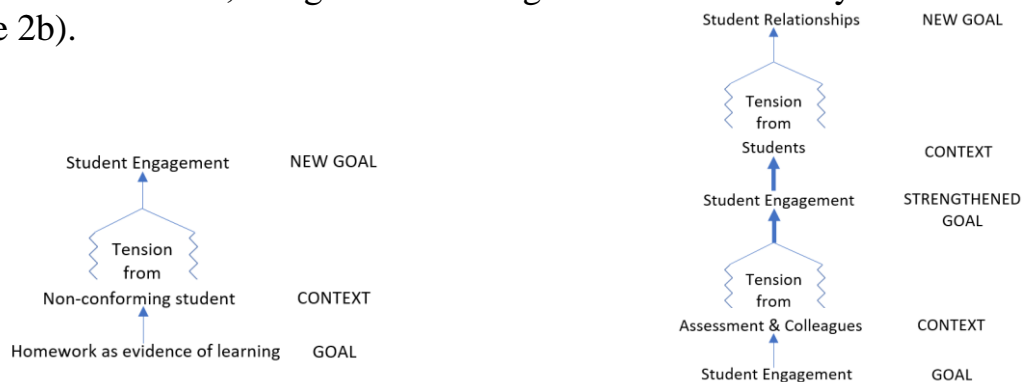 e 2b).
Student Engagement NEW GOAL
Tension
from
Non-conforming student CONTEXT
Homework as evidence of learning GOAL
Student Relationships NEW GOAL
Tension
from
Students CONTEXT
Student Engagement STRENGTHENED
GOAL
Tension
from
Assessment & Colleagues CONTEXT
Student Engagement GOAL